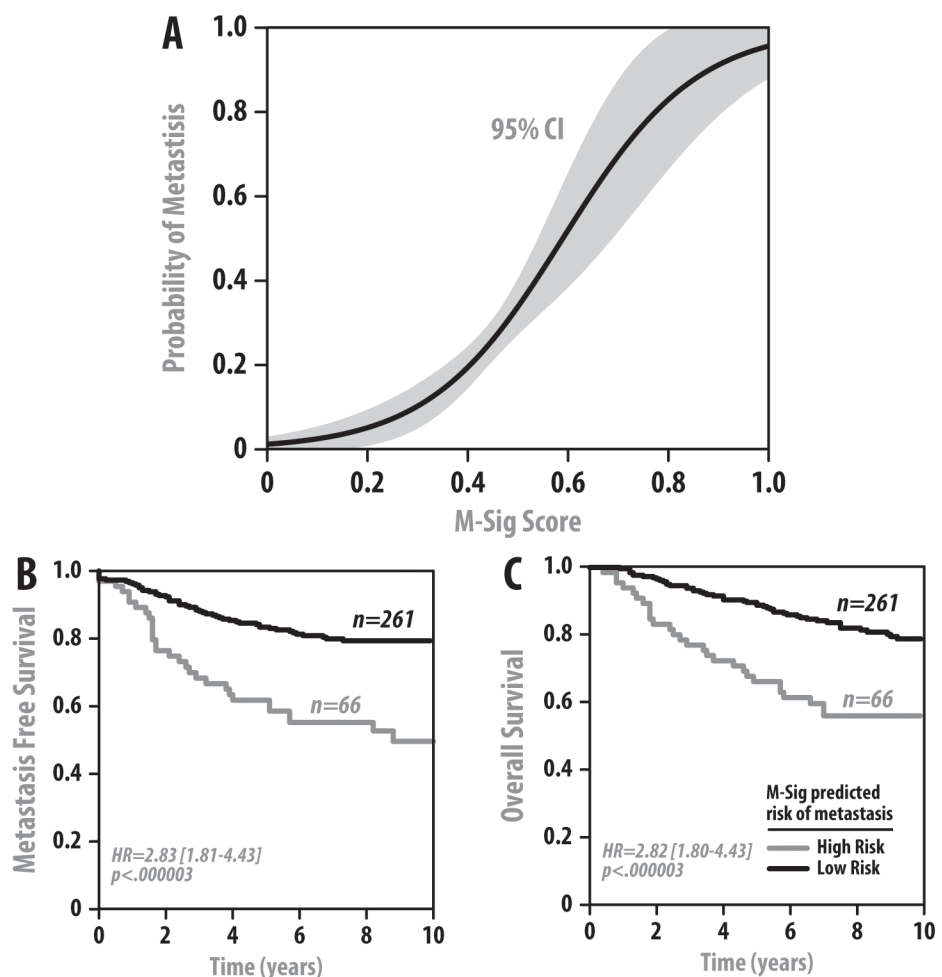 A
1.0
0.8
0.6
0.4
0.2
0
Probability of Metastisis
95% CI
0 0.2 0.4 0.6 0.8 1.0
M-Sig Score
B
1.0
0.8
0.6
0.4
0.2
0
Metastasis Free Survival
n=261
n=66
HR=2.83 [1.81-4.43]
p<.000003
0 2 4 6 8 10
Time (years)
C
1.0
0.8
0.6
0.4
0.2
0
Overall Survival
n=261
n=66
M-Sig predicted
risk of metastasis
High Risk
Low Risk
HR=2.82 [1.80-4.43]
p<.000003
0 2 4 6 8 10
Time (years)